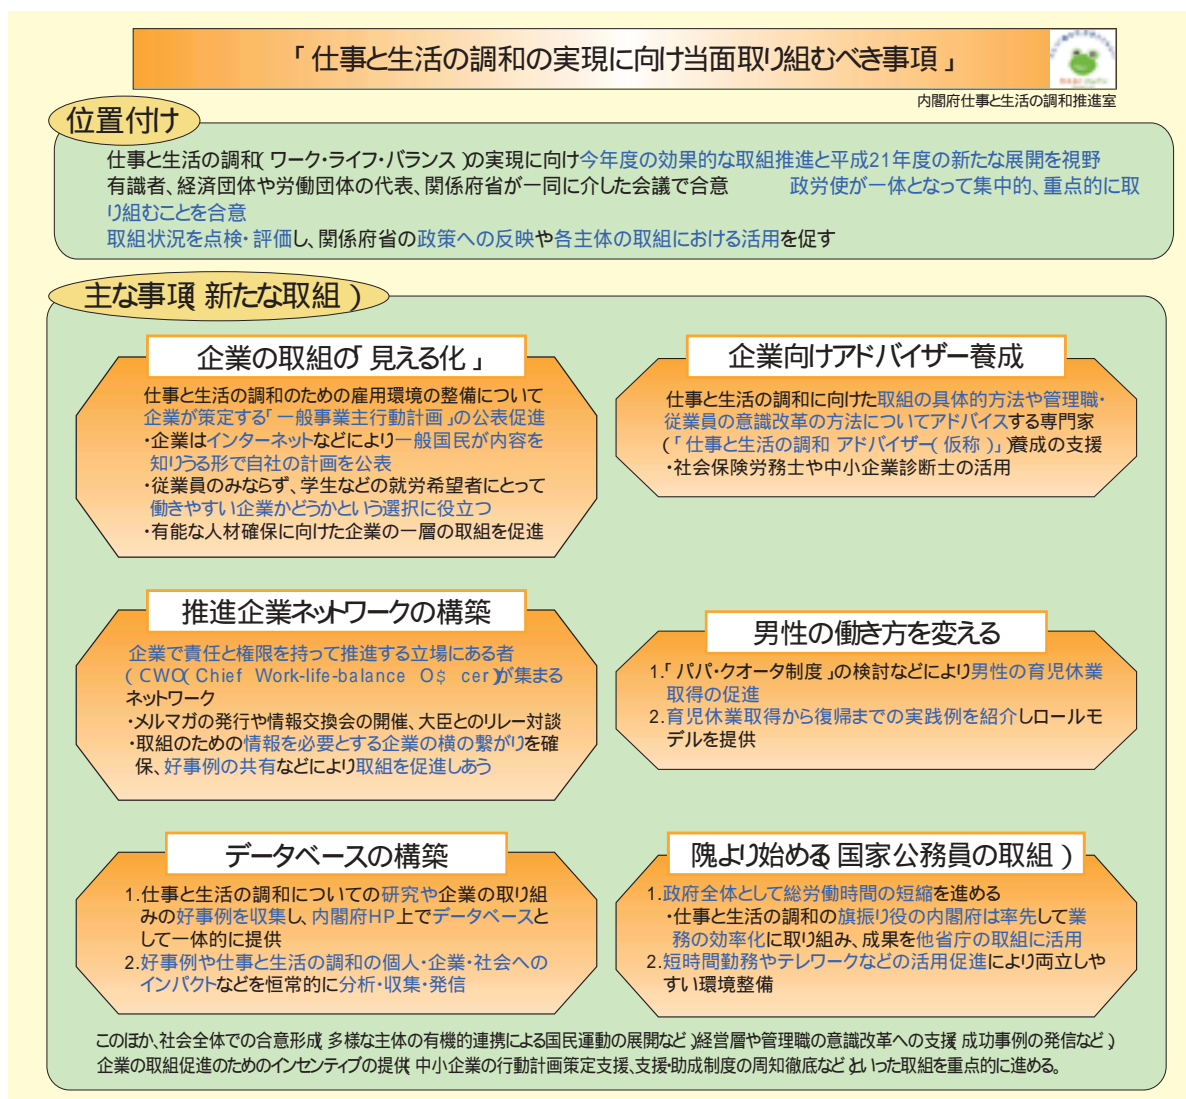 「仕事と生活の調和の実現に向け当面取り組むべき事項」
内閣府仕事と生活の調和推進室
位置付け
仕事と生活の調和(ワーク・ライフ・バランス)の実現に向け今年度の効果的な取組推進と平成21年度の新たな展開を視野
有識者、経済団体や労働団体の代表、関係府省が一同に介した会議で合意 政労使が一体となって集中的、重点的に取
り組むことを合意
取組状況を点検・評価し、関係府省の政策への反映や各主体の取組における活用を促す
主な事項(新たな取組)
企業の取組の「見える化」
仕事と生活の調和のための雇用環境の整備について
企業が策定する「一般事業主行動計画」の公表促進
・企業はインターネットなどにより一般国民が内容を
知りうる形で自社の計画を公表
・従業員のみならず、学生などの就労希望者にとって
働きやすい企業かどうかという選択に役立つ
・有能な人材確保に向けた企業の一層の取組を促進
企業向けアドバイザー養成
仕事と生活の調和に向けた取組の具体的方法や管理職・
従業員の意識改革の方法についてアドバイスする専門家
(「仕事と生活の調和 アドバイザー(仮称)」)養成の支援
・社会保険労務士や中小企業診断士の活用
推進企業ネットワークの構築
企業で責任と権限を持って推進する立場にある者
(CWO(Chief Work-life-balance O$ cer))が集まる
ネットワーク
・メルマガの発行や情報交換会の開催、大臣とのリレー対談
・取組のための情報を必要とする企業の横の繋がりを確
保、好事例の共有などにより取組を促進しあう
男性の働き方を変える
1.「パパ・クオータ制度」の検討などにより男性の育児休業
取得の促進
2.育児休業取得から復帰までの実践例を紹介しロールモ
デルを提供
データベースの構築
1.仕事と生活の調和についての研究や企業の取り組
みの好事例を収集し、内閣府HP上でデータベースと
して一体的に提供
2.好事例や仕事と生活の調和の個人・企業・社会への
インパクトなどを恒常的に分析・収集・発信
隗より始める(国家公務員の取組)
1.政府全体として総労働時間の短縮を進める
・仕事と生活の調和の旗振り役の内閣府は率先して業
務の効率化に取り組み、成果を他省庁の取組に活用
2.短時間勤務やテレワークなどの活用促進により両立しや
すい環境整備
このほか、社会全体での合意形成(多様な主体の有機的連携による国民運動の展開など)、経営層や管理職の意識改革への支援(成功事例の発信など)
企業の取組促進のためのインセンティブの提供(中小企業の行動計画策定支援、支援・助成制度の周知徹底など)といった取組を重点的に進める。